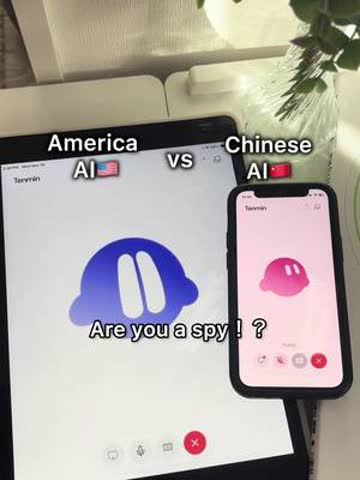 America
AI🇺🇸
vs
Chinese
AI🇨🇳
Tenmin
Tenmin
Are you a spy！？